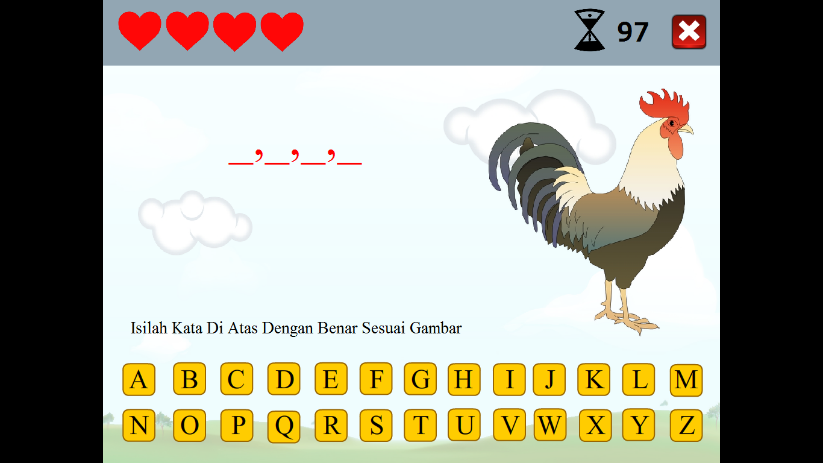 97
_,_,_,_
Isilah Kata Di Atas Dengan Benar Sesuai Gambar
A B C D E F G H I J K L M
N O P Q R S T U V W X Y Z